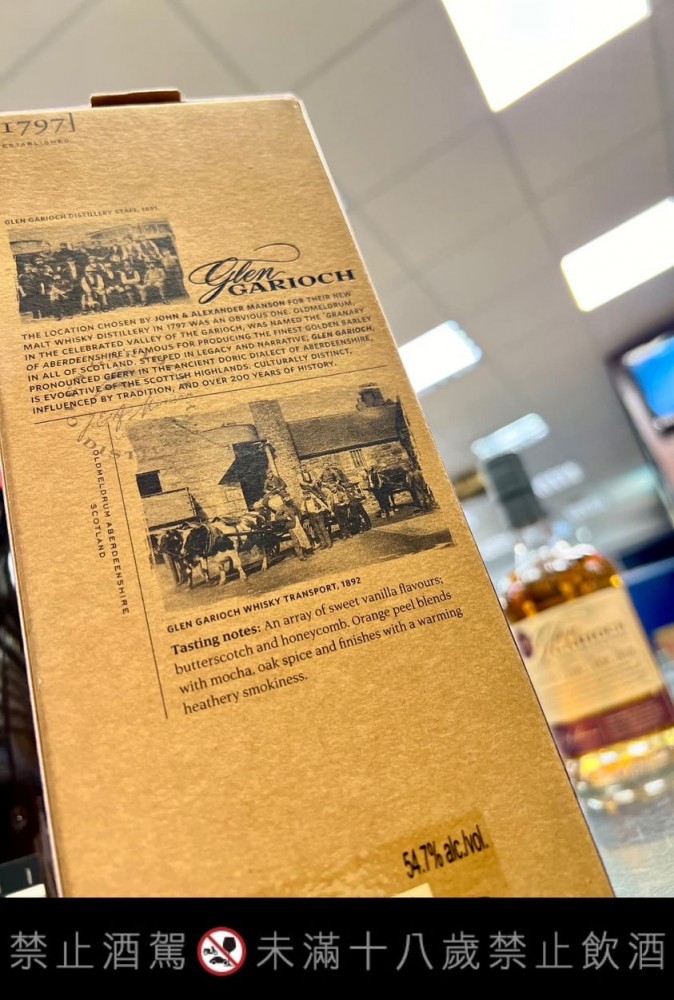 1797]
ESTABLISHED
GLEN GARIOCH DISTILLERY STAFF, 1891
Glen
GARIOCH
THE LOCATION CHOSEN BY JOHN & ALEXANDER MANSON FOR THEIR NEW
MALT WHISKY DISTILLERY IN 1797 WAS AN OBVIOUS ONE. OLDMELDRUM,
IN THE CELEBRATED VALLEY OF THE GARIOCH, WAS NAMED THE 'GRANARY
OF ABERDEENSHIRE', FAMOUS FOR PRODUCING THE FINEST GOLDEN BARLEY
IN ALL OF SCOTLAND. STEEPED IN LEGACY AND NARRATIVE; GLEN GARIOCH,
PRONOUNCED GEERY IN THE ANCIENT DORIC DIALECT OF ABERDEENSHIRE,
IS EVOCATIVE OF THE SCOTTISH HIGHLANDS. CULTURALLY DISTINCT,
INFLUENCED BY TRADITION, AND OVER 200 YEARS OF HISTORY.
OLDMELDRUM ABERDEENSHIRE
SCOTLAND
GLEN GARIOCH WHISKY TRANSPORT, 1892
Tasting notes: An array of sweet vanilla flavours;
butterscotch and honeycomb. Orange peel blends
with mocha, oak spice and finishes with a warming
heathery smokiness.
54.7% alc./vol.
禁止酒駕 未滿十八歲禁止飲酒